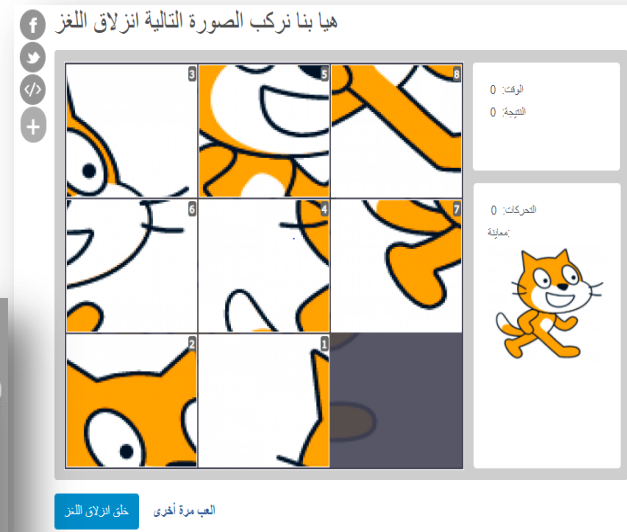 هيا بنا نركب الصورة التالية انزلاق اللغز
3
5
8
الوقت: 0
النتيجة: 0
6
4
7
التحركات: 0
معاينة:
2
1
خلق انزلاق اللغز
العب مرة أخرى